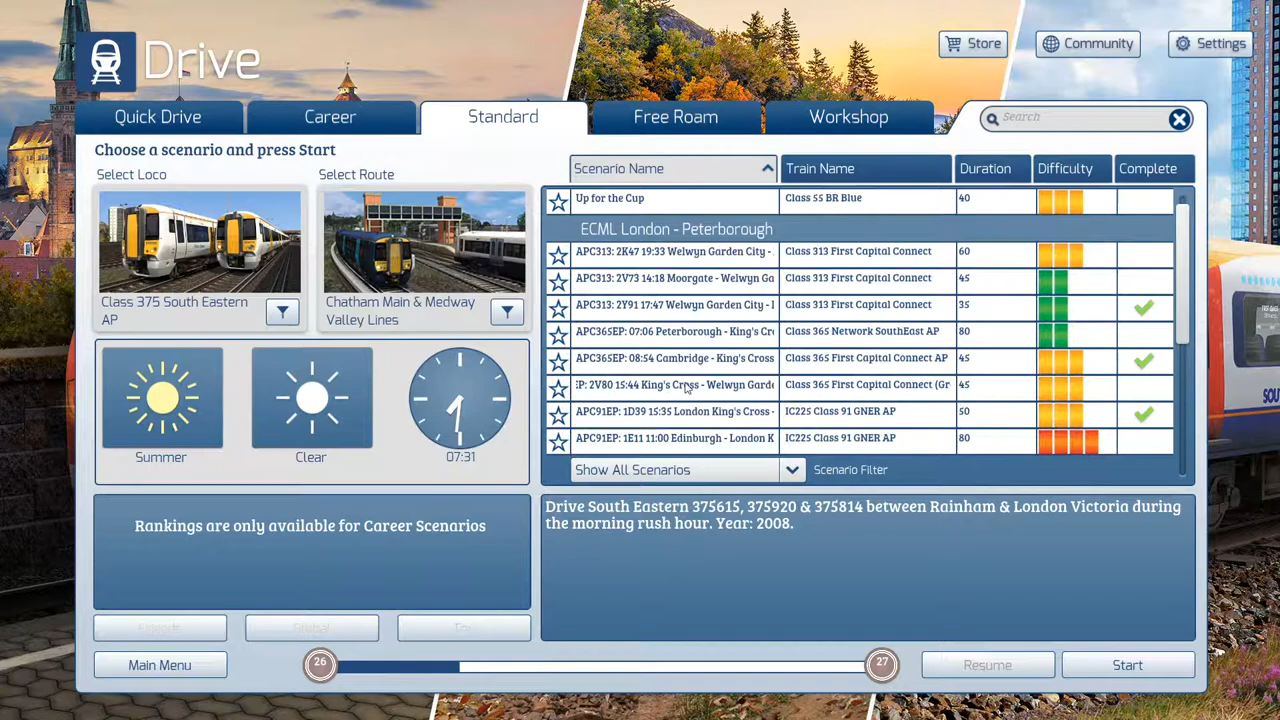 Drive
Store
Community
Settings
Quick Drive
Career
Standard
Free Roam
Workshop
Search
Choose a scenario and press Start
Select Loco
Select Route
Class 375 South Eastern AP
Chatham Main & Medway Valley Lines
Summer
Clear
07:31
Scenario Name
Train Name
Duration
Difficulty
Complete
Up for the Cup
Class 55 BR Blue
40
ECML London - Peterborough
APC313: 2K47 19:33 Welwyn Garden City -
Class 313 First Capital Connect
60
APC313: 2V73 14:18 Moorgate - Welwyn Ga
Class 313 First Capital Connect
45
APC313: 2Y91 17:47 Welwyn Garden City -
Class 313 First Capital Connect
35
APC365EP: 07:06 Peterborough - King's Cr
Class 365 Network SouthEast AP
80
APC365EP: 08:54 Cambridge - King's Cross
Class 365 First Capital Connect AP
45
EP: 2V80 15:44 King's Cross - Welwyn Garde
Class 365 First Capital Connect (Gr
45
APC91EP: 1D39 15:35 London King's Cross -
IC225 Class 91 GNER AP
50
APC91EP: 1E11 11:00 Edinburgh - London K
IC225 Class 91 GNER AP
80
Show All Scenarios
Scenario Filter
Rankings are only available for Career Scenarios
Drive South Eastern 375615, 375920 & 375814 between Rainham & London Victoria during
the morning rush hour. Year: 2008.
Friends
Global
Top
Main Menu
26
27
Resume
Start